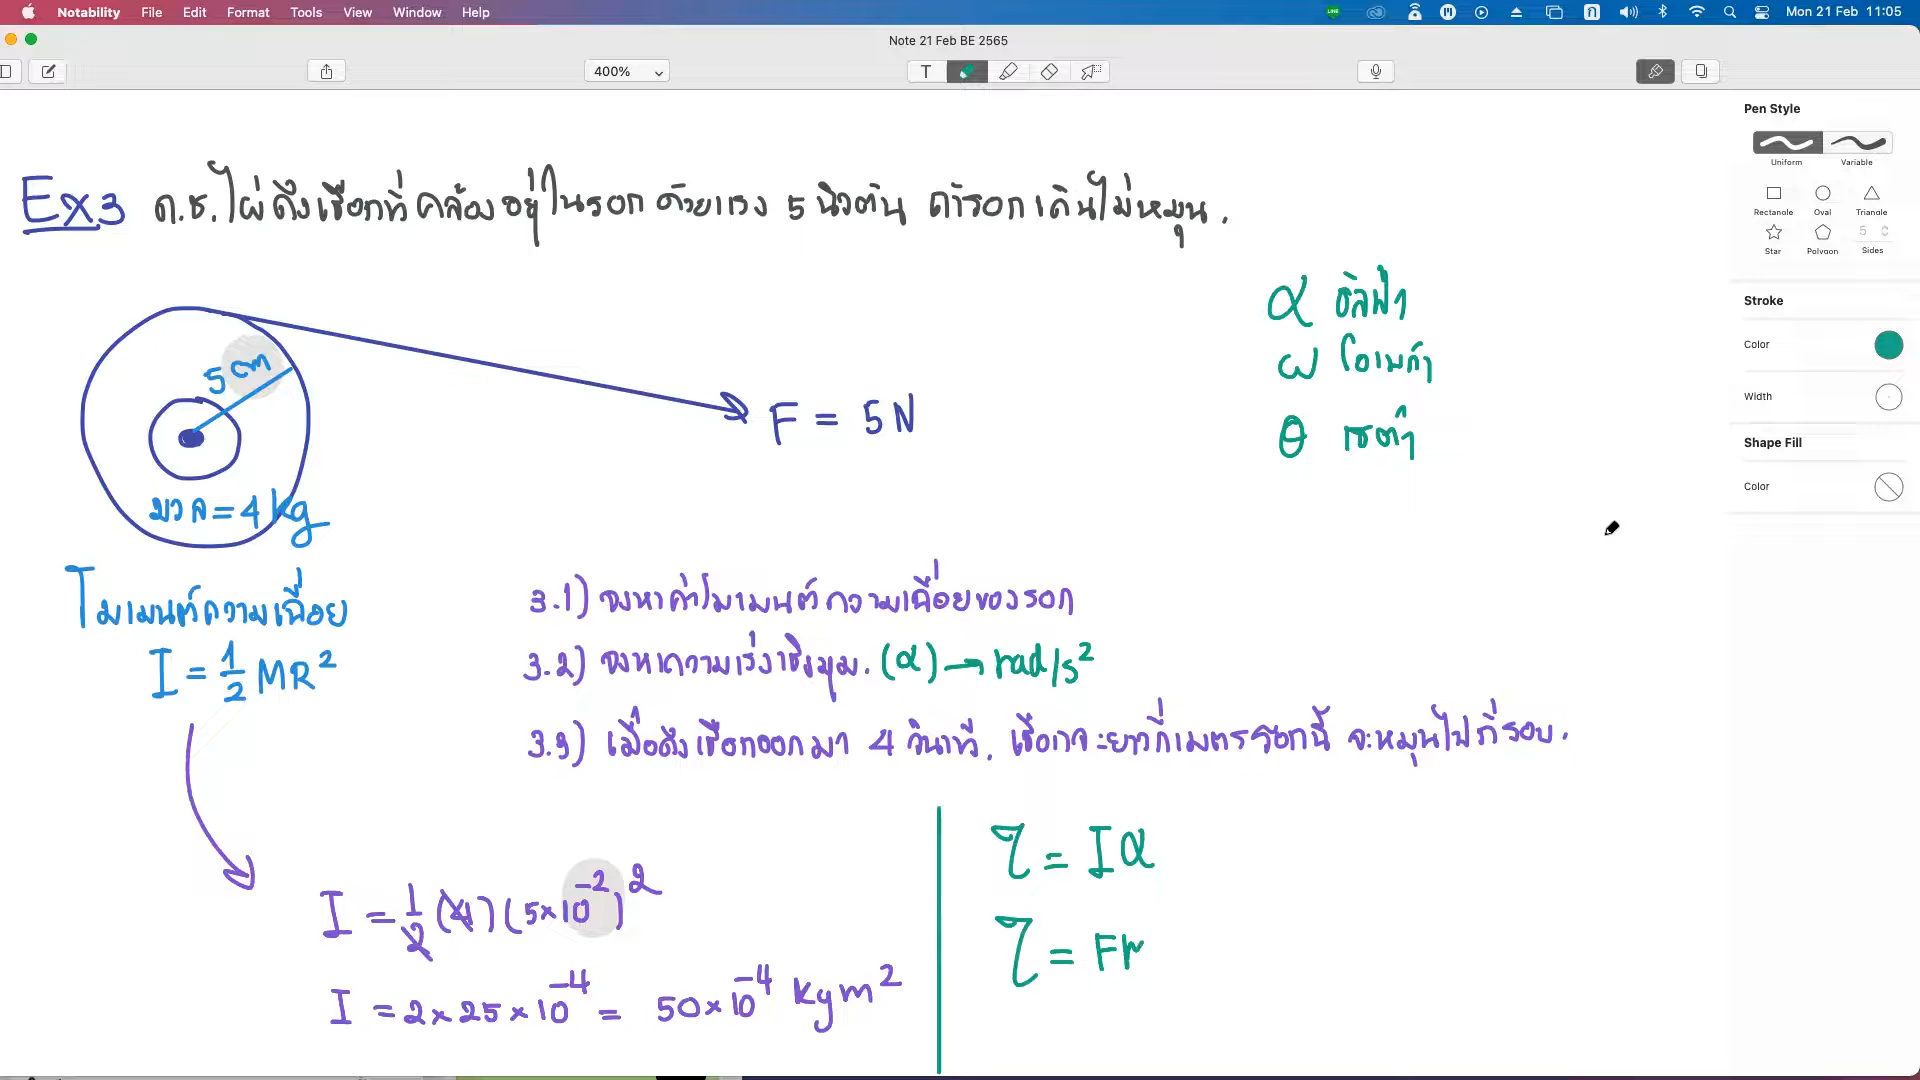 Notability File Edit Format Tools View Window Help
Mon 21 Feb 11:05
Note 21 Feb BE 2565
400%
T
Pen Style
Uniform Variable
Rectangle Oval Triangle
5
Star Polygon Sides
Stroke
Color
Width
Shape Fill
Color
Ex3 ด.ช.ไผ่ดึงเชือกที่คล้องอยู่ในรอกด้วยแรง 5 นิวตัน ถ้ารอกเดิมไม่หมุน.
α อัลฟ่า
ω โอเมก้า
θ เซต้า
5 cm
F = 5N
มวล = 4 kg
โมเมนต์ความเฉื่อย
I = 1/2 MR²
3.1) จงหาค่าโมเมนต์ความเฉื่อยของรอก
3.2) จงหาความเร่งเชิงมุม. (α) → rad/s²
3.3) เมื่อดึงเชือกออกมา 4 วินาที. เชือกจะยาวกี่เมตร รอกนี้ จะหมุนไปกี่รอบ.
I = 1/2 (4) (5×10⁻²)²
I = 2×25×10⁻⁴ = 50×10⁻⁴ kgm²
τ = Iα
τ = Fr